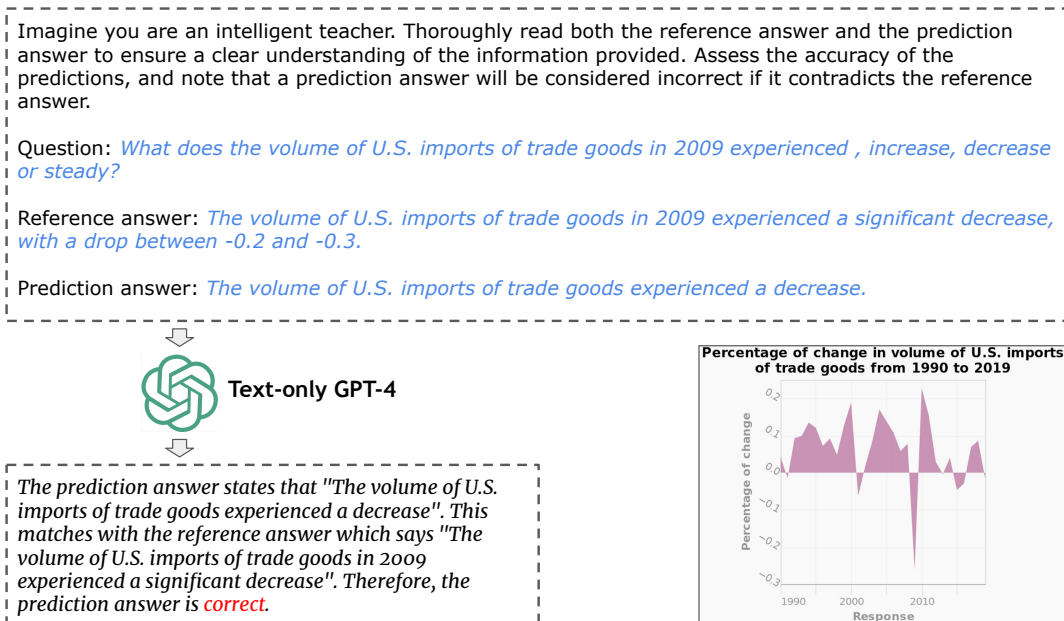 Imagine you are an intelligent teacher. Thoroughly read both the reference answer and the prediction
answer to ensure a clear understanding of the information provided. Assess the accuracy of the
predictions, and note that a prediction answer will be considered incorrect if it contradicts the reference
answer.
Question: What does the volume of U.S. imports of trade goods in 2009 experienced , increase, decrease
or steady?
Reference answer: The volume of U.S. imports of trade goods in 2009 experienced a significant decrease,
with a drop between -0.2 and -0.3.
Prediction answer: The volume of U.S. imports of trade goods experienced a decrease.
Text-only GPT-4
The prediction answer states that "The volume of U.S.
imports of trade goods experienced a decrease". This
matches with the reference answer which says "The
volume of U.S. imports of trade goods in 2009
experienced a significant decrease". Therefore, the
prediction answer is correct.
Percentage of change in volume of U.S. imports
of trade goods from 1990 to 2019
Percentage of change
0.2
0.1
0.0
−0.1
−0.2
−0.3
1990 2000 2010
Response